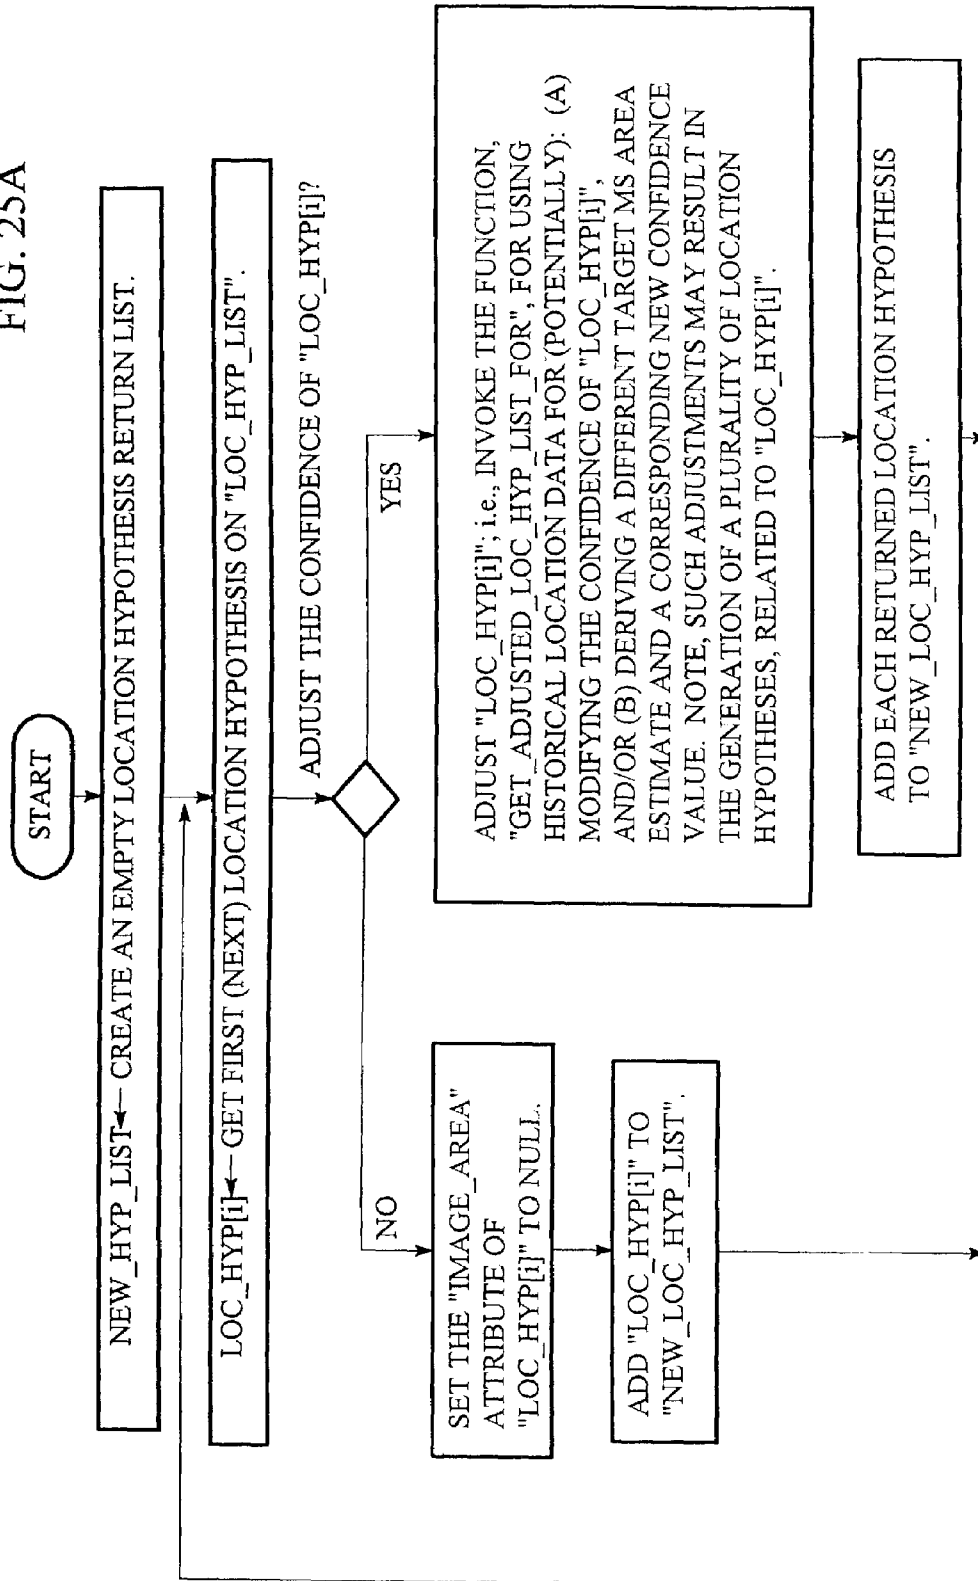 FIG. 25A
START
NEW_HYP_LIST ← CREATE AN EMPTY LOCATION HYPOTHESIS RETURN LIST.
LOC_HYP[i] ← GET FIRST (NEXT) LOCATION HYPOTHESIS ON "LOC_HYP_LIST".
ADJUST THE CONFIDENCE OF "LOC_HYP[i]?
NO
YES
SET THE "IMAGE_AREA"
ATTRIBUTE OF
"LOC_HYP[i]" TO NULL.
ADD "LOC_HYP[i]" TO
"NEW_LOC_HYP_LIST".
ADJUST "LOC_HYP[i]"; i.e., INVOKE THE FUNCTION,
"GET_ADJUSTED_LOC_HYP_LIST_FOR", FOR USING
HISTORICAL LOCATION DATA FOR (POTENTIALLY): (A)
MODIFYING THE CONFIDENCE OF "LOC_HYP[i]",
AND/OR (B) DERIVING A DIFFERENT TARGET MS AREA
ESTIMATE AND A CORRESPONDING NEW CONFIDENCE
VALUE. NOTE, SUCH ADJUSTMENTS MAY RESULT IN
THE GENERATION OF A PLURALITY OF LOCATION
HYPOTHESES, RELATED TO "LOC_HYP[i]".
ADD EACH RETURNED LOCATION HYPOTHESIS
TO "NEW_LOC_HYP_LIST".